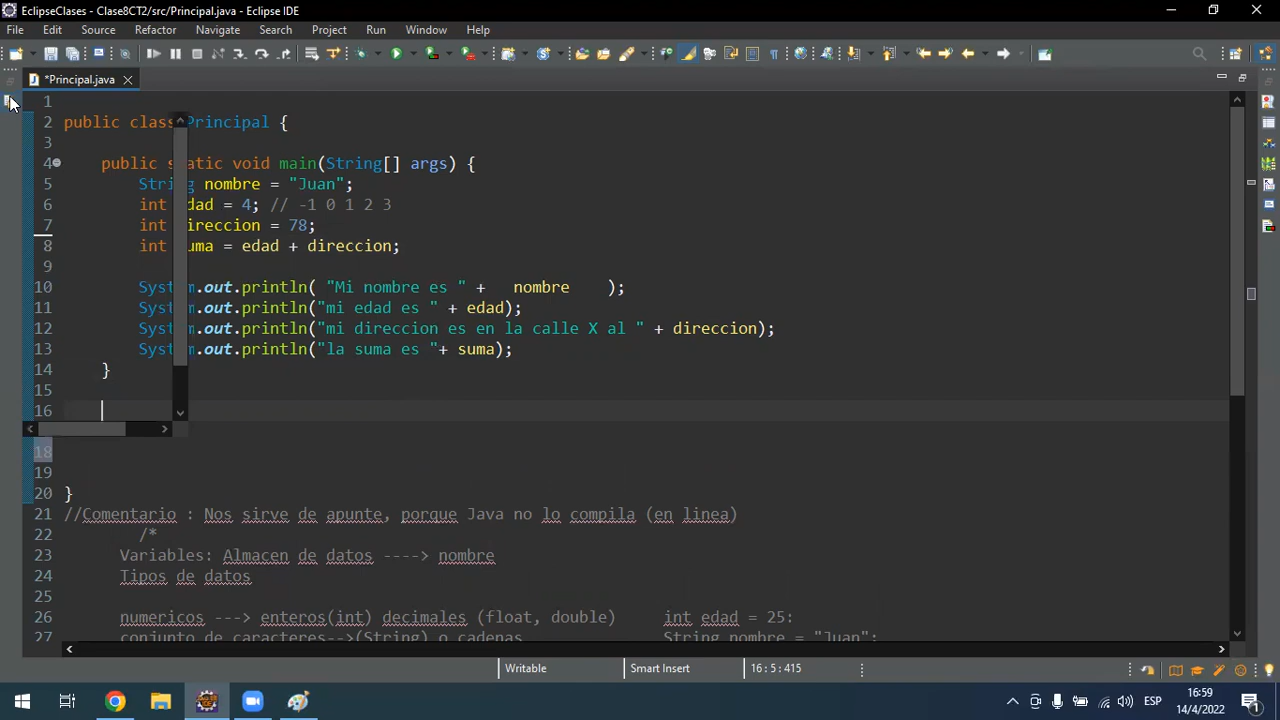 EclipseClases - Clase8CT2/src/Principal.java - Eclipse IDE
File Edit Source Refactor Navigate Search Project Run Window Help
*Principal.java
1
2 public class Principal {
3
4 public static void main(String[] args) {
5 String nombre = "Juan";
6 int edad = 4; // -1 0 1 2 3
7 int direccion = 78;
8 int suma = edad + direccion;
9
10 System.out.println( "Mi nombre es " + nombre );
11 System.out.println("mi edad es " + edad);
12 System.out.println("mi direccion es en la calle X al " + direccion);
13 System.out.println("la suma es "+ suma);
14 }
15
16
18
19
20 }
21 //Comentario : Nos sirve de apunte, porque Java no lo compila (en linea)
22 /*
23 Variables: Almacen de datos ----> nombre
24 Tipos de datos
25
26 numericos ---> enteros(int) decimales (float, double) int edad = 25:
27 conjunto de caracteres-->(String) o cadenas String nombre = "Juan";
Writable Smart Insert 16 : 5 : 415
ESP 16:59 14/4/2022 1